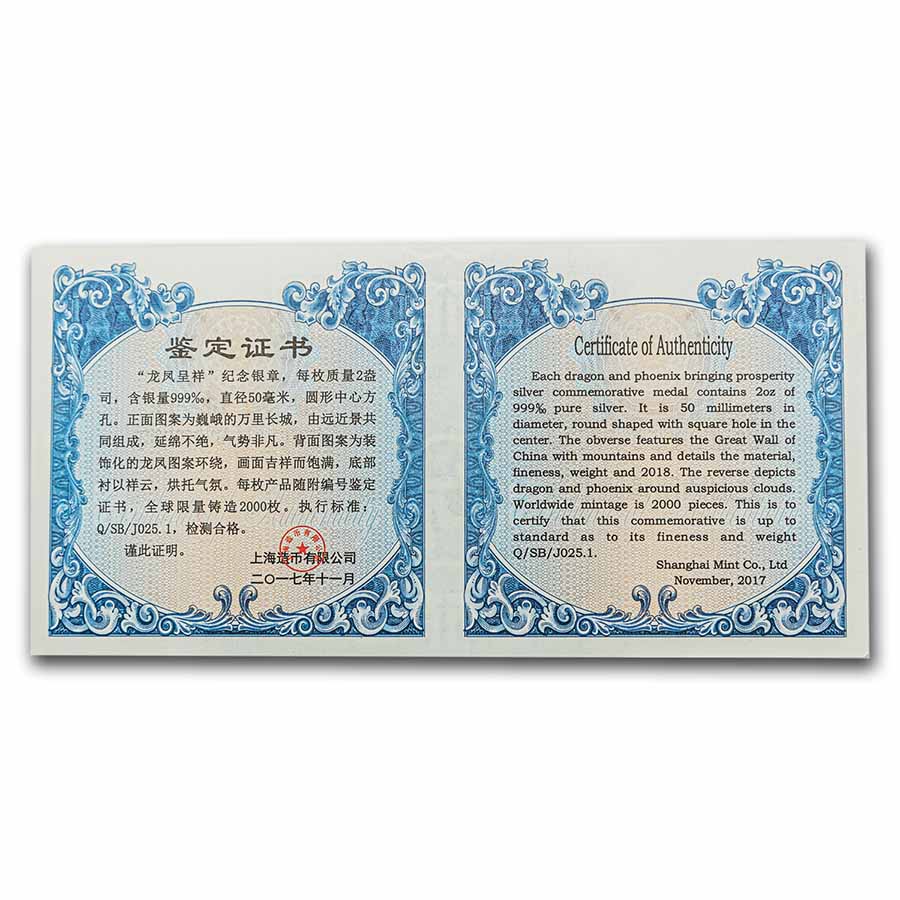 鉴定证书
“龙凤呈祥”纪念银章，每枚质量2盎
司，含银量999‰，直径50毫米，圆形中心方
孔。正面图案为巍峨的万里长城，由远近景共
同组成，延绵不绝，气势非凡。背面图案为装
饰化的龙凤图案环绕，画面吉祥而饱满，底部
衬以祥云，烘托气氛。每枚产品随附编号鉴定
证书，全球限量铸造2000枚。执行标准：
Q/SB/J025.1，检测合格。
谨此证明。
上海造币有限公司
二〇一七年十一月
Certificate of Authenticity
Each dragon and phoenix bringing prosperity
silver commemorative medal contains 2oz of
999‰ pure silver. It is 50 millimeters in
diameter, round shaped with square hole in the
center. The obverse features the Great Wall of
China with mountains and details the material,
fineness, weight and 2018. The reverse depicts
dragon and phoenix around auspicious clouds.
Worldwide mintage is 2000 pieces. This is to
certify that this commemorative is up to
standard as to its fineness and weight
Q/SB/J025.1.
Shanghai Mint Co., Ltd
November, 2017